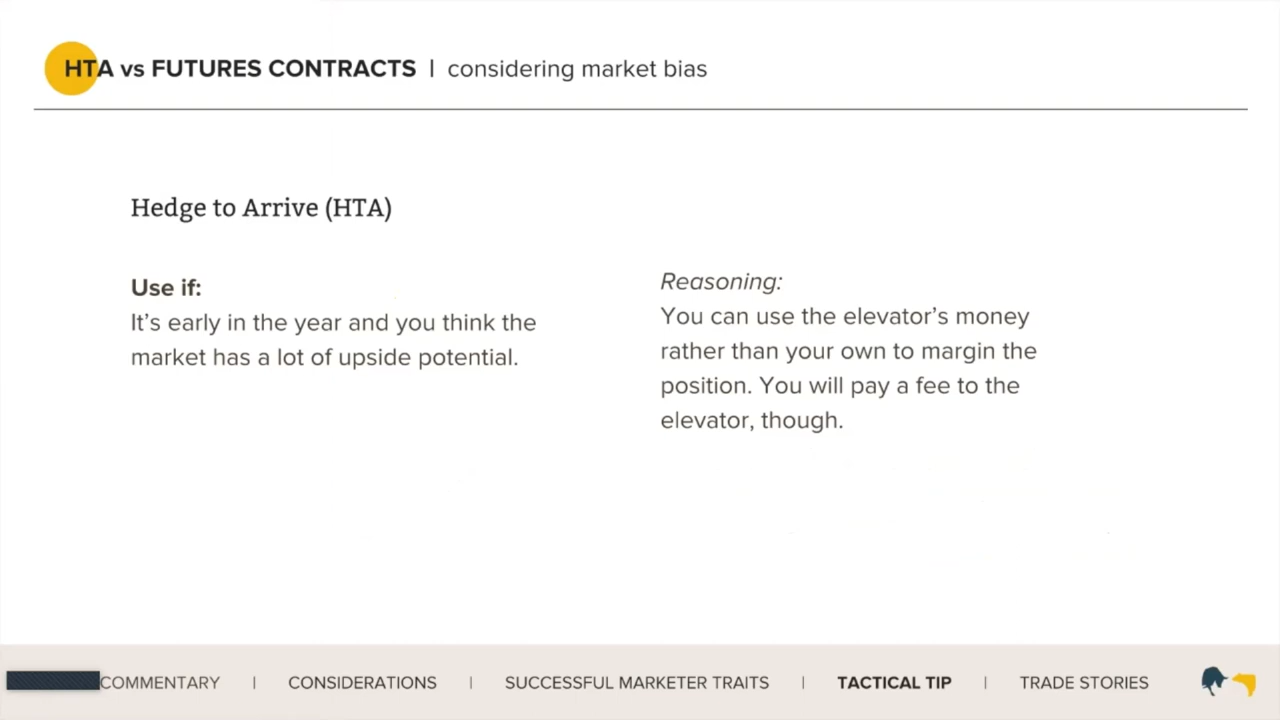 HTA vs FUTURES CONTRACTS | considering market bias
Hedge to Arrive (HTA)
Use if:
It’s early in the year and you think the
market has a lot of upside potential.
Reasoning:
You can use the elevator’s money
rather than your own to margin the
position. You will pay a fee to the
elevator, though.
COMMENTARY | CONSIDERATIONS | SUCCESSFUL MARKETER TRAITS | TACTICAL TIP | TRADE STORIES